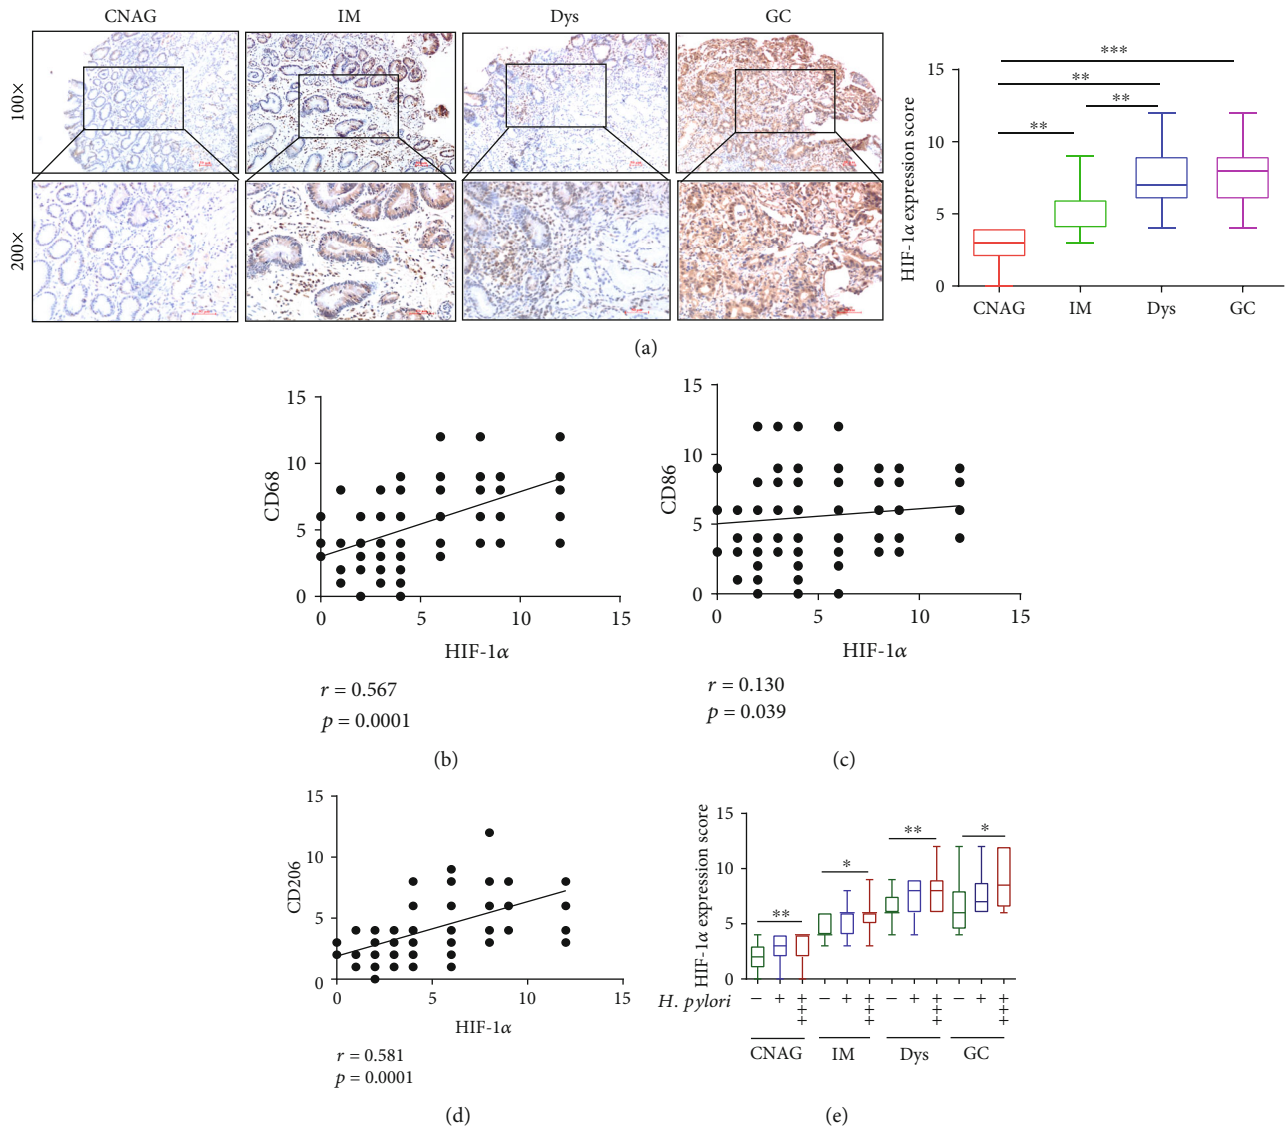 CNAG IM Dys GC
100×
200×
HIF-1α expression score
15
10
5
0
***
**
**
**
CNAG IM Dys GC
(a)
CD68
15
10
5
0
0 5 10 15
HIF-1α
r = 0.567
p = 0.0001
(b)
CD86
15
10
5
0
0 5 10 15
HIF-1α
r = 0.130
p = 0.039
(c)
CD206
15
10
5
0
0 5 10 15
HIF-1α
r = 0.581
p = 0.0001
(d)
HIF-1α expression score
15
10
5
0
** * ** *
H. pylori − + +++ − + +++ − + +++ − + +++
CNAG IM Dys GC
(e)